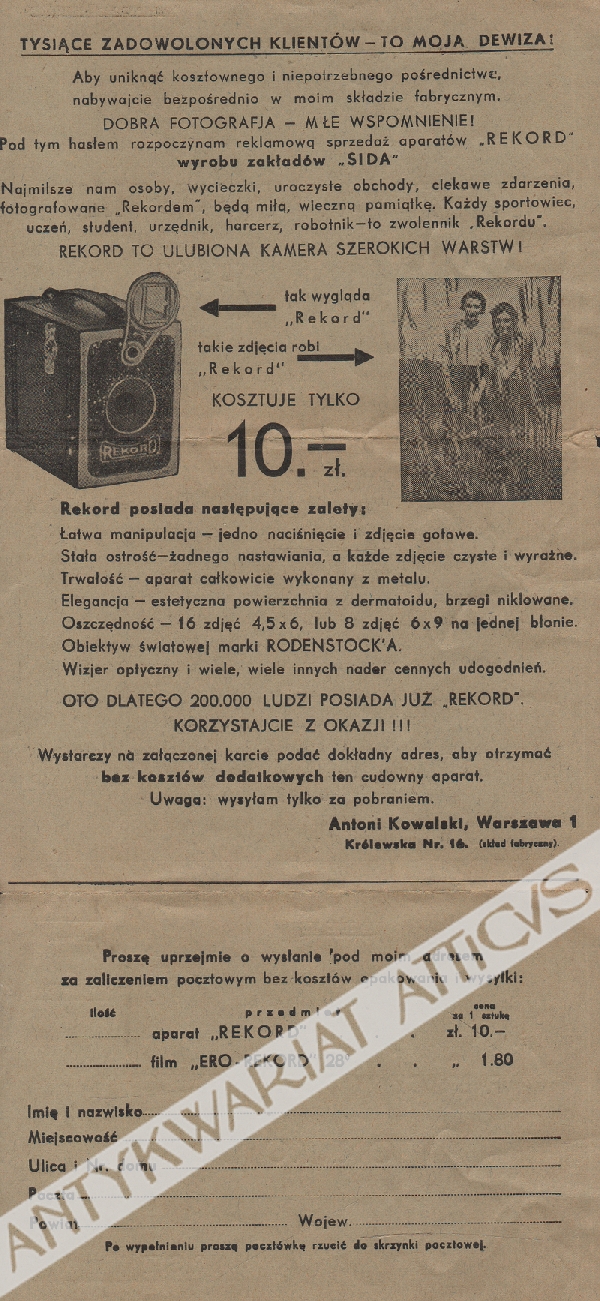 TYSIĄCE ZADOWOLONYCH KLIENTÓW – TO MOJA DEWIZA!
Aby uniknąć kosztownego i niepotrzebnego pośrednictwa,
nabywajcie bezpośrednio w moim składzie fabrycznym.
DOBRA FOTOGRAFJA – MIŁE WSPOMNIENIE!
Pod tym hasłem rozpoczynam reklamową sprzedaż aparatów „REKORD"
wyrobu zakładów „SIDA"
Najmilsze nam osoby, wycieczki, uroczyste obchody, ciekawe zdarzenia,
fotografowane „Rekordem", będą miłą, wieczną pamiątką. Każdy sportowiec,
uczeń, student, urzędnik, harcerz, robotnik—to zwolennik „Rekordu".
REKORD TO ULUBIONA KAMERA SZEROKICH WARSTW!
tak wygląda
„Rekord"
takie zdjęcia robi
„Rekord"
KOSZTUJE TYLKO
10.— zł.
REKORD
Rekord posiada następujące zalety:
Łatwa manipulacja — jedno naciśnięcie i zdjęcie gotowe.
Stała ostrość—żadnego nastawiania, a każde zdjęcie czyste i wyraźne.
Trwałość — aparat całkowicie wykonany z metalu.
Elegancja — estetyczna powierzchnia z dermatoidu, brzegi niklowane.
Oszczędność — 16 zdjęć 4,5x6, lub 8 zdjęć 6x9 na jednej błonie.
Obiektyw światowej marki RODENSTOCK'A.
Wizjer optyczny i wiele, wiele innych nader cennych udogodnień.
OTO DLATEGO 200.000 LUDZI POSIADA JUŻ „REKORD".
KORZYSTAJCIE Z OKAZJI !!!
Wystarczy na załączonej karcie podać dokładny adres, aby otrzymać
bez kosztów dodatkowych ten cudowny aparat.
Uwaga: wysyłam tylko za pobraniem.
Antoni Kowalski, Warszawa 1
Królewska Nr. 16. (skład fabryczny).
Proszę uprzejmie o wysłanie pod moim adresem
za zaliczeniem pocztowym bez kosztów opakowania i wysyłki:
Ilość przedmiot cena za 1 sztukę
aparat „REKORD" . zł. 10.—
film „ERO-REKORD" 28° . . „ 1.80
Imię i nazwisko
Miejscowość
Ulica i Nr. domu
Poczta
Powiat Wojew.
Po wypełnieniu proszę pocztówkę rzucić do skrzynki pocztowej.
ANTYKWARIAT ATTICVS